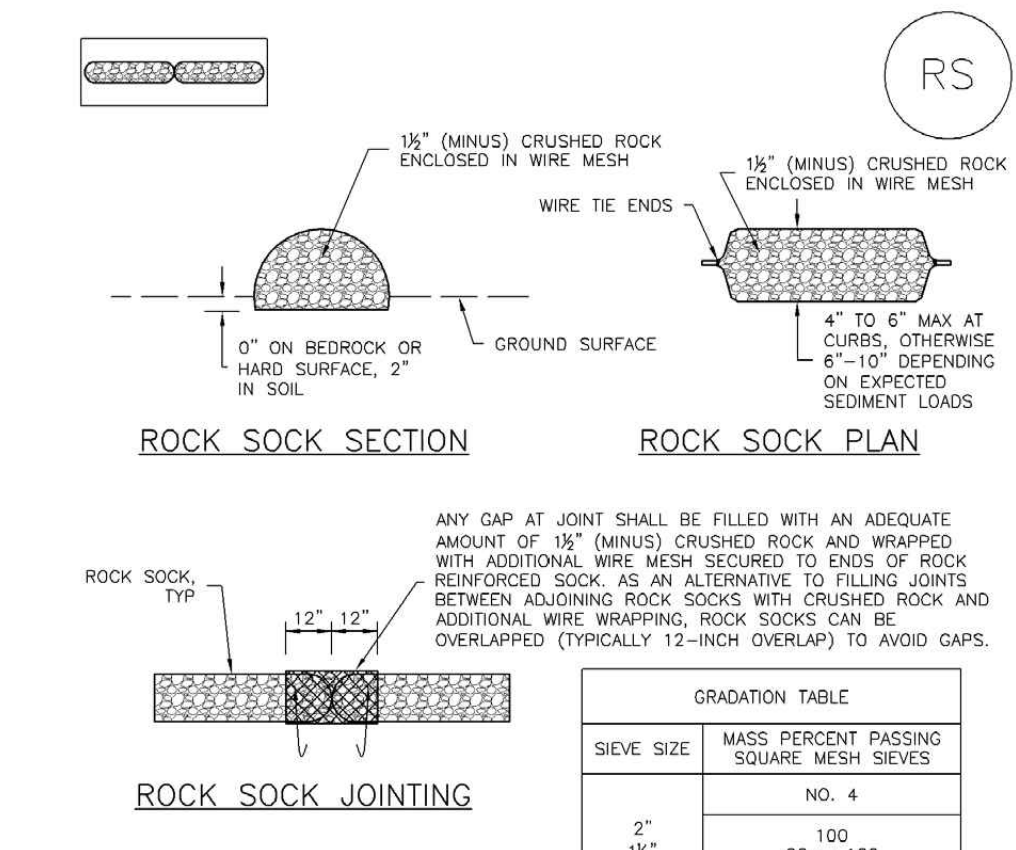 RS
1½" (MINUS) CRUSHED ROCK
ENCLOSED IN WIRE MESH
1½" (MINUS) CRUSHED ROCK
ENCLOSED IN WIRE MESH
WIRE TIE ENDS
0" ON BEDROCK OR
HARD SURFACE, 2"
IN SOIL
GROUND SURFACE
4" TO 6" MAX AT
CURBS, OTHERWISE
6"-10" DEPENDING
ON EXPECTED
SEDIMENT LOADS
ROCK SOCK SECTION
ROCK SOCK PLAN
ANY GAP AT JOINT SHALL BE FILLED WITH AN ADEQUATE
AMOUNT OF 1½" (MINUS) CRUSHED ROCK AND WRAPPED
WITH ADDITIONAL WIRE MESH SECURED TO ENDS OF ROCK
REINFORCED SOCK. AS AN ALTERNATIVE TO FILLING JOINTS
BETWEEN ADJOINING ROCK SOCKS WITH CRUSHED ROCK AND
ADDITIONAL WIRE WRAPPING, ROCK SOCKS CAN BE
OVERLAPPED (TYPICALLY 12-INCH OVERLAP) TO AVOID GAPS.
ROCK SOCK,
TYP
12" 12"
ROCK SOCK JOINTING
GRADATION TABLE
SIEVE SIZE
MASS PERCENT PASSING
SQUARE MESH SIEVES
NO. 4
2"
100